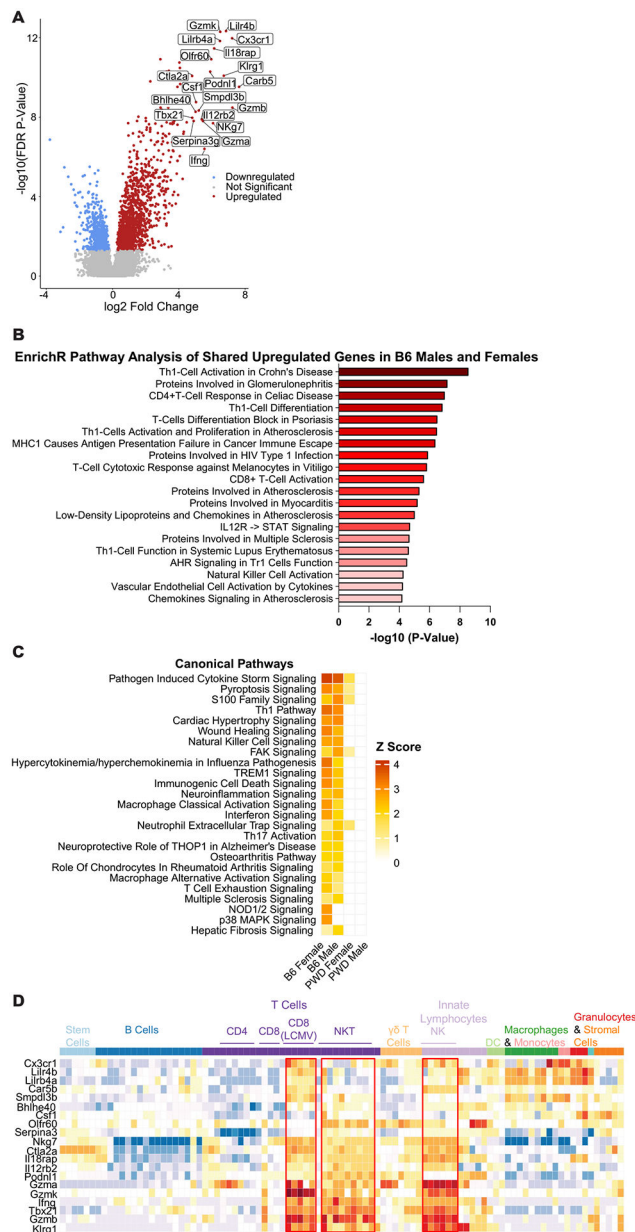 A
Gzmk
Lilr4b
Lilrb4a
Cx3cr1
Il18rap
Olfr60
Klrg1
Ctla2a
Podnl1
Carb5
Csf1
Bhlhe40
Smpdl3b
Gzmb
Tbx21
Il12rb2
NKg7
Serpina3g
Gzma
Ifng
Downregulated
Not Significant
Upregulated
-log10(FDR P-Value)
12
8
4
0
-4
0
4
8
log2 Fold Change
B
EnrichR Pathway Analysis of Shared Upregulated Genes in B6 Males and Females
Th1-Cell Activation in Crohn's Disease
Proteins Involved in Glomerulonephritis
CD4+T-Cell Response in Celiac Disease
Th1-Cell Differentiation
T-Cells Differentiation Block in Psoriasis
Th1-Cells Activation and Proliferation in Atherosclerosis
MHC1 Causes Antigen Presentation Failure in Cancer Immune Escape
Proteins Involved in HIV Type 1 Infection
T-Cell Cytotoxic Response against Melanocytes in Vitiligo
CD8+ T-Cell Activation
Proteins Involved in Atherosclerosis
Proteins Involved in Myocarditis
Low-Density Lipoproteins and Chemokines in Atherosclerosis
IL12R -> STAT Signaling
Proteins Involved in Multiple Sclerosis
Th1-Cell Function in Systemic Lupus Erythematosus
AHR Signaling in Tr1 Cells Function
Natural Killer Cell Activation
Vascular Endothelial Cell Activation by Cytokines
Chemokines Signaling in Atherosclerosis
0
2
4
6
8
10
-log10 (P-Value)
C
Canonical Pathways
Pathogen Induced Cytokine Storm Signaling
Pyroptosis Signaling
S100 Family Signaling
Th1 Pathway
Cardiac Hypertrophy Signaling
Wound Healing Signaling
Natural Killer Cell Signaling
FAK Signaling
Hypercytokinemia/hyperchemokinemia in Influenza Pathogenesis
TREM1 Signaling
Immunogenic Cell Death Signaling
Neuroinflammation Signaling
Macrophage Classical Activation Signaling
Interferon Signaling
Neutrophil Extracellular Trap Signaling
Th17 Activation
Neuroprotective Role of THOP1 in Alzheimer's Disease
Osteoarthritis Pathway
Role Of Chondrocytes In Rheumatoid Arthritis Signaling
Macrophage Alternative Activation Signaling
T Cell Exhaustion Signaling
Multiple Sclerosis Signaling
NOD1/2 Signaling
p38 MAPK Signaling
Hepatic Fibrosis Signaling
B6 Female
B6 Male
PWD Female
PWD Male
Z Score
4
3
2
1
0
D
Stem Cells
B Cells
T Cells
CD4
CD8
CD8 (LCMV)
NKT
γδ T Cells
Innate Lymphocytes
NK
DC
Macrophages & Monocytes
Granulocytes & Stromal Cells
Cx3cr1
Lilr4b
Lilrb4a
Car5b
Smpdl3b
Bhlhe40
Csf1
Olfr60
Serpina3
Nkg7
Ctla2a
Il18rap
Il12rb2
Podnl1
Gzma
Gzmk
Ifng
Tbx21
Gzmb
Klrg1